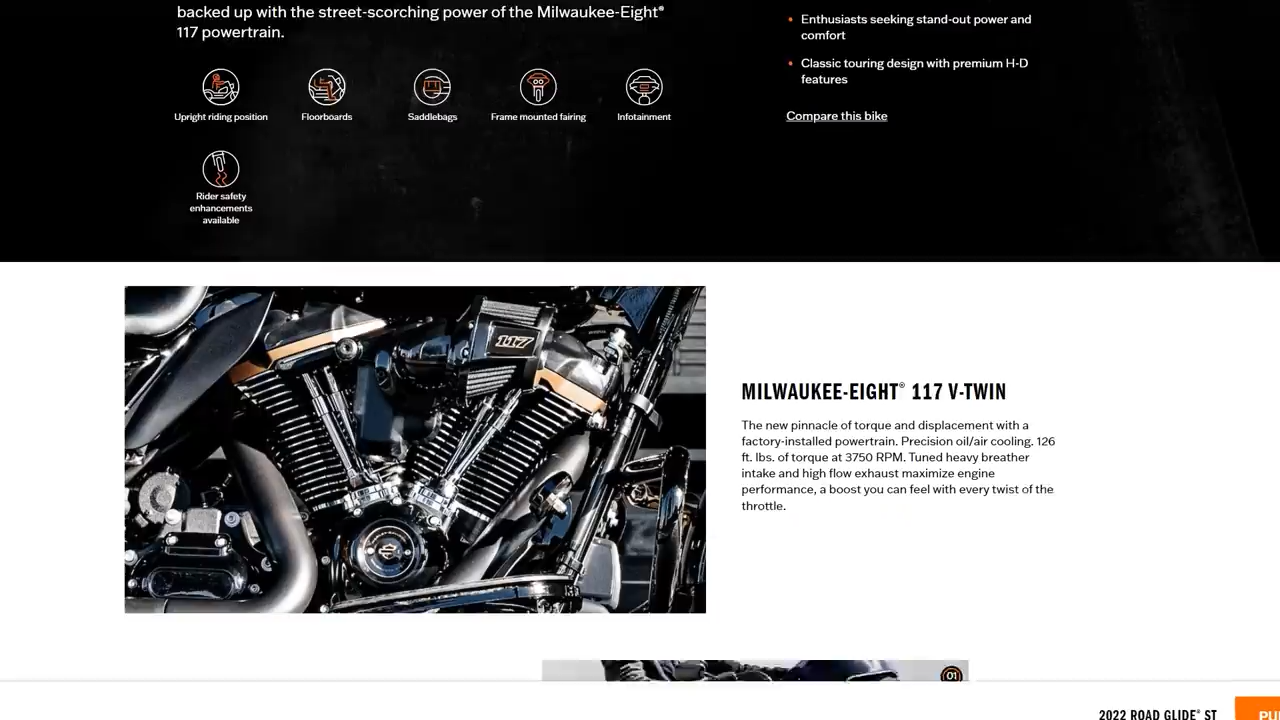 backed up with the street-scorching power of the Milwaukee-Eight®
117 powertrain.
• Enthusiasts seeking stand-out power and
comfort
• Classic touring design with premium H-D
features
Compare this bike
Upright riding position
Floorboards
Saddlebags
Frame mounted fairing
Infotainment
Rider safety
enhancements
available
117
MILWAUKEE-EIGHT® 117 V-TWIN
The new pinnacle of torque and displacement with a
factory-installed powertrain. Precision oil/air cooling. 126
ft. lbs. of torque at 3750 RPM. Tuned heavy breather
intake and high flow exhaust maximize engine
performance, a boost you can feel with every twist of the
throttle.
01
2022 ROAD GLIDE® ST